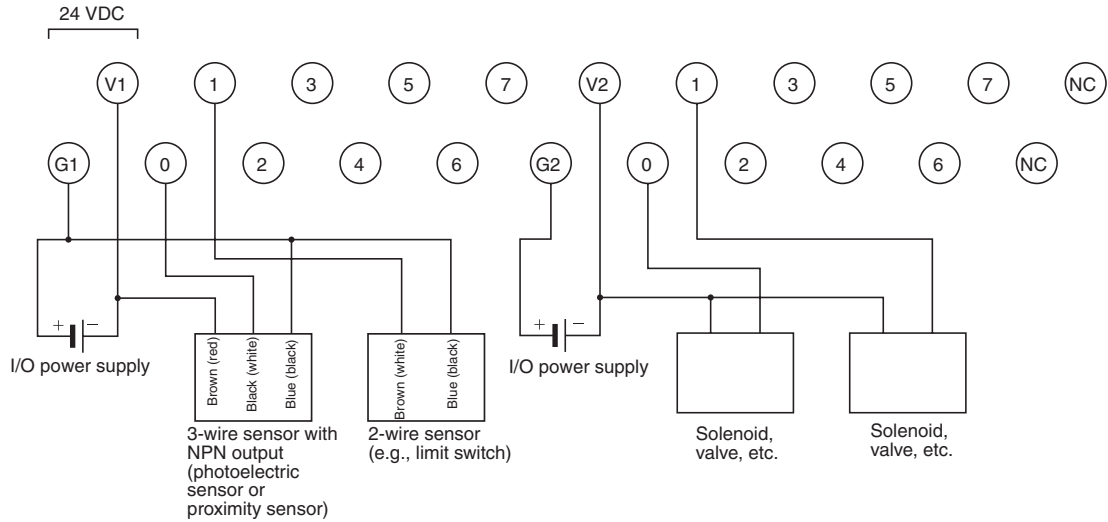 24 VDC
V1 1 3 5 7 V2 1 3 5 7 NC
G1 0 2 4 6 G2 0 2 4 6 NC
+ −
I/O power supply
Brown (red)
Black (white)
Blue (black)
3-wire sensor with
NPN output
(photoelectric
sensor or
proximity sensor)
Brown (white)
Blue (black)
2-wire sensor
(e.g., limit switch)
+ −
I/O power supply
Solenoid,
valve, etc.
Solenoid,
valve, etc.